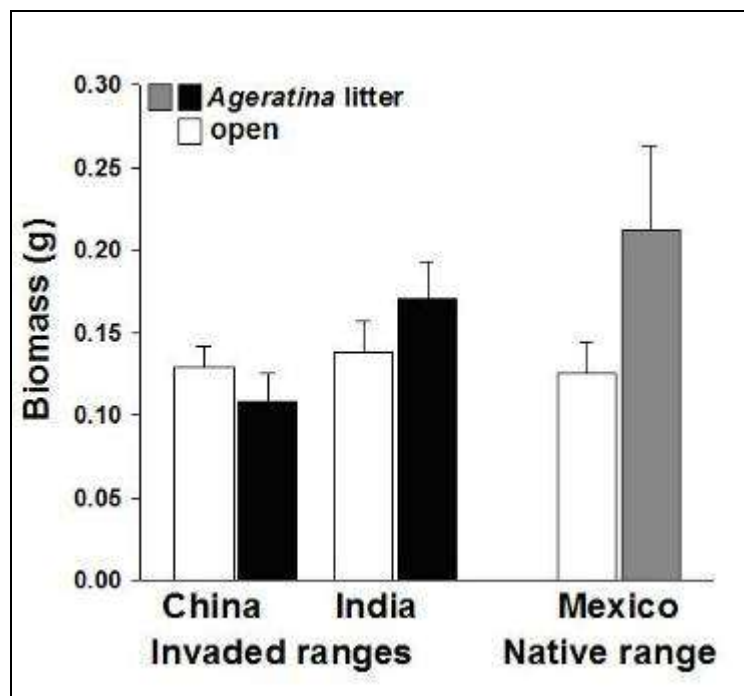 0.30
Ageratina litter
open
0.25
0.20
0.15
0.10
0.05
0.00
Biomass (g)
China India Mexico
Invaded ranges Native range